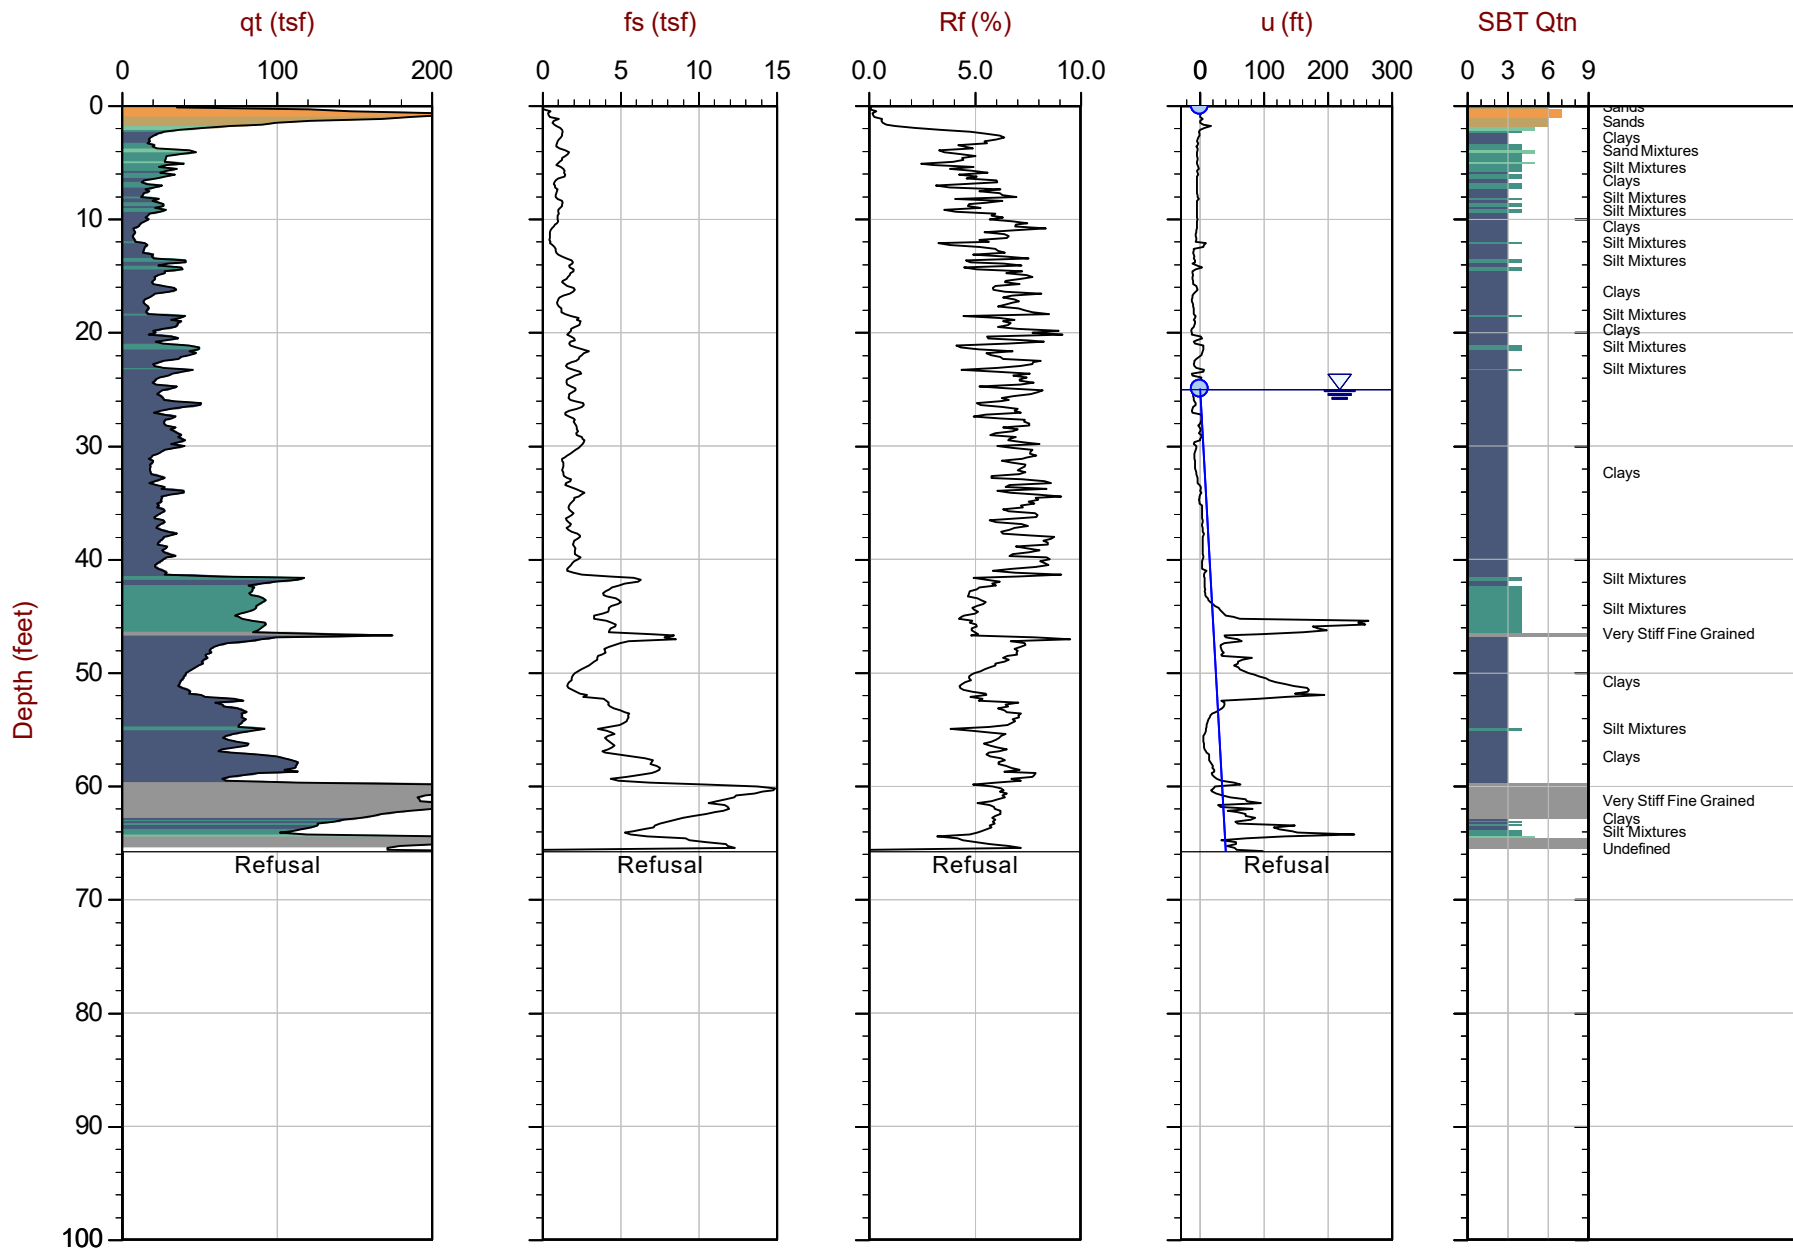 qt (tsf)
fs (tsf)
Rf (%)
u (ft)
SBT Qtn
0 100 200
0 5 10 15
0.0 5.0 10.0
0 100 200 300
0 3 6 9
Depth (feet)
0
10
20
30
40
50
60
70
80
90
100
Sands
Sands
Clays
Sand Mixtures
Silt Mixtures
Clays
Silt Mixtures
Silt Mixtures
Clays
Silt Mixtures
Silt Mixtures
Clays
Silt Mixtures
Clays
Silt Mixtures
Silt Mixtures
Clays
Silt Mixtures
Silt Mixtures
Very Stiff Fine Grained
Clays
Silt Mixtures
Clays
Very Stiff Fine Grained
Clays
Silt Mixtures
Undefined
Refusal
Refusal
Refusal
Refusal